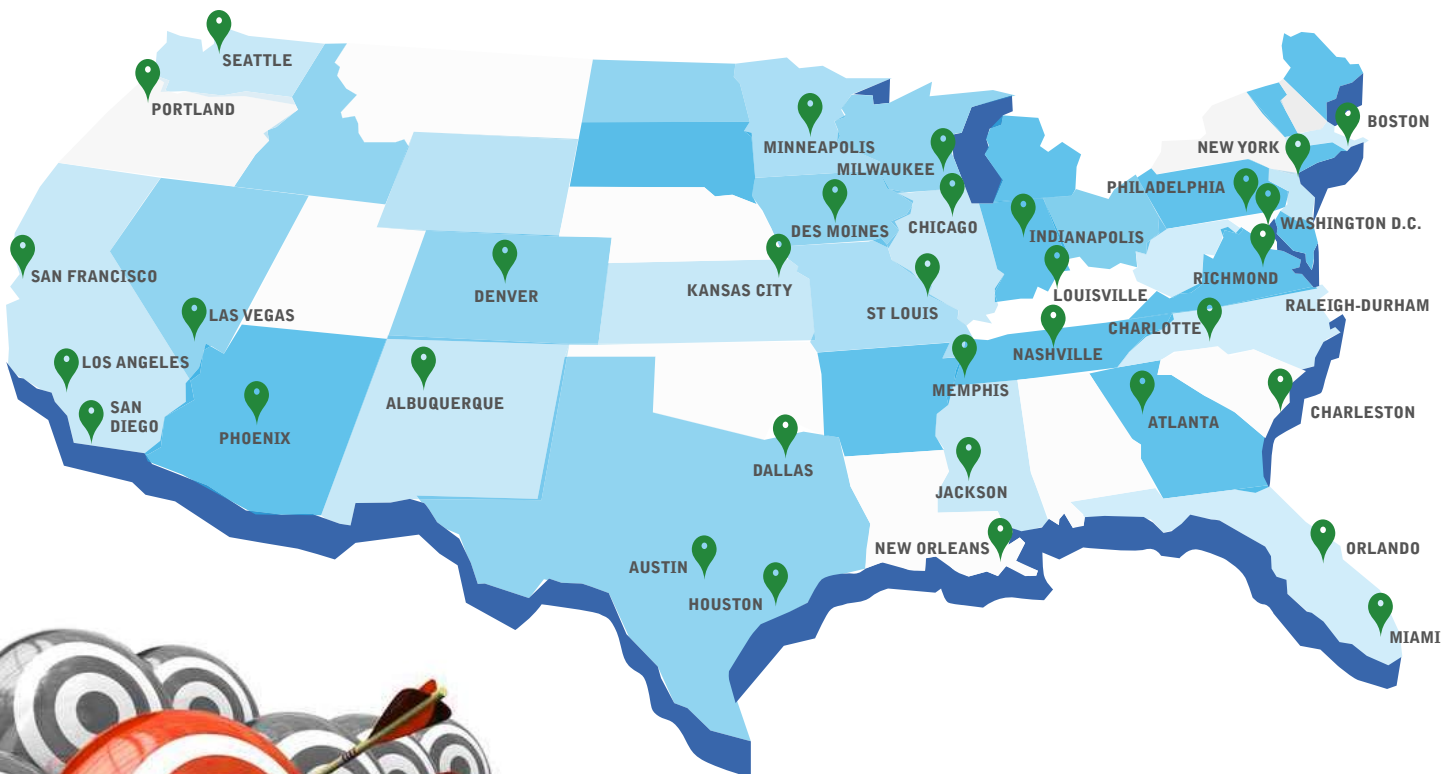 SEATTLE
PORTLAND
BOSTON
MINNEAPOLIS
NEW YORK
MILWAUKEE
PHILADELPHIA
DES MOINES
CHICAGO
INDIANAPOLIS
WASHINGTON D.C.
SAN FRANCISCO
KANSAS CITY
DENVER
LOUISVILLE
RICHMOND
RALEIGH-DURHAM
LAS VEGAS
ST LOUIS
CHARLOTTE
NASHVILLE
LOS ANGELES
MEMPHIS
ALBUQUERQUE
SAN
DIEGO
CHARLESTON
ATLANTA
PHOENIX
DALLAS
JACKSON
NEW ORLEANS
ORLANDO
AUSTIN
HOUSTON
MIAMI